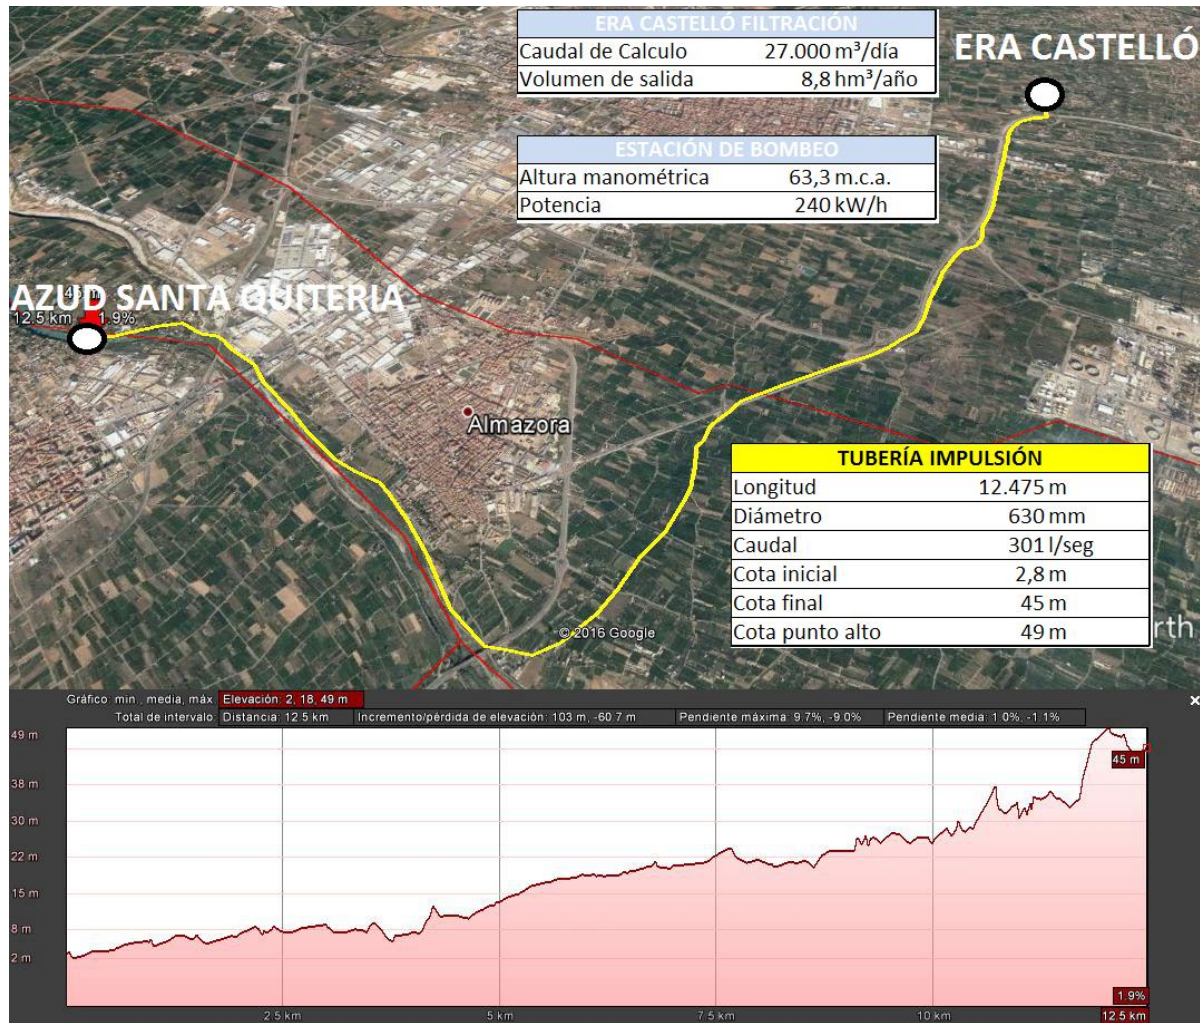 ERA CASTELLÓ FILTRACIÓN
Caudal de Calculo 27.000 m³/día
Volumen de salida 8,8 hm³/año
ERA CASTELLÓ
ESTACIÓN DE BOMBEO
Altura manométrica 63,3 m.c.a.
Potencia 240 kW/h
AZUD SANTA QUITERIA
12.5 km 1.9%
Almazora
TUBERÍA IMPULSIÓN
Longitud 12.475 m
Diámetro 630 mm
Caudal 301 l/seg
Cota inicial 2,8 m
Cota final 45 m
Cota punto alto 49 m
© 2016 Google
rth
Gráfico: min., media, máx. Elevación: 2, 18, 49 m
Total de intervalo: Distancia: 12.5 km Incremento/pérdida de elevación: 103 m, -60.7 m Pendiente máxima: 9.7%, -9.0% Pendiente media: 1.0%, -1.1%
49 m
45 m
38 m
30 m
22 m
15 m
8 m
2 m
1.9%
2.5 km 5 km 7.5 km 10 km 12.5 km